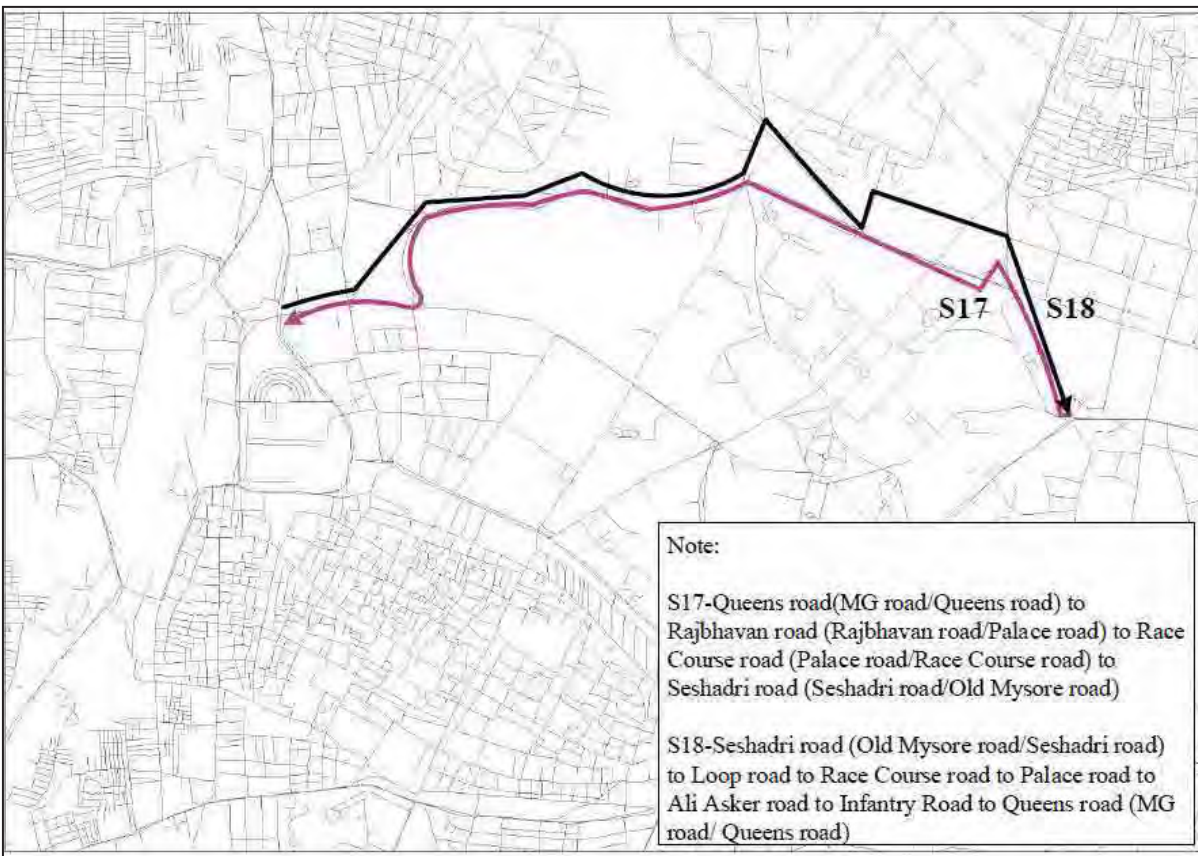 S17
S18
Note:
S17-Queens road(MG road/Queens road) to
Rajbhavan road (Rajbhavan road/Palace road) to Race
Course road (Palace road/Race Course road) to
Seshadri road (Seshadri road/Old Mysore road)
S18-Seshadri road (Old Mysore road/Seshadri road)
to Loop road to Race Course road to Palace road to
Ali Asker road to Infantry Road to Queens road (MG
road/ Queens road)